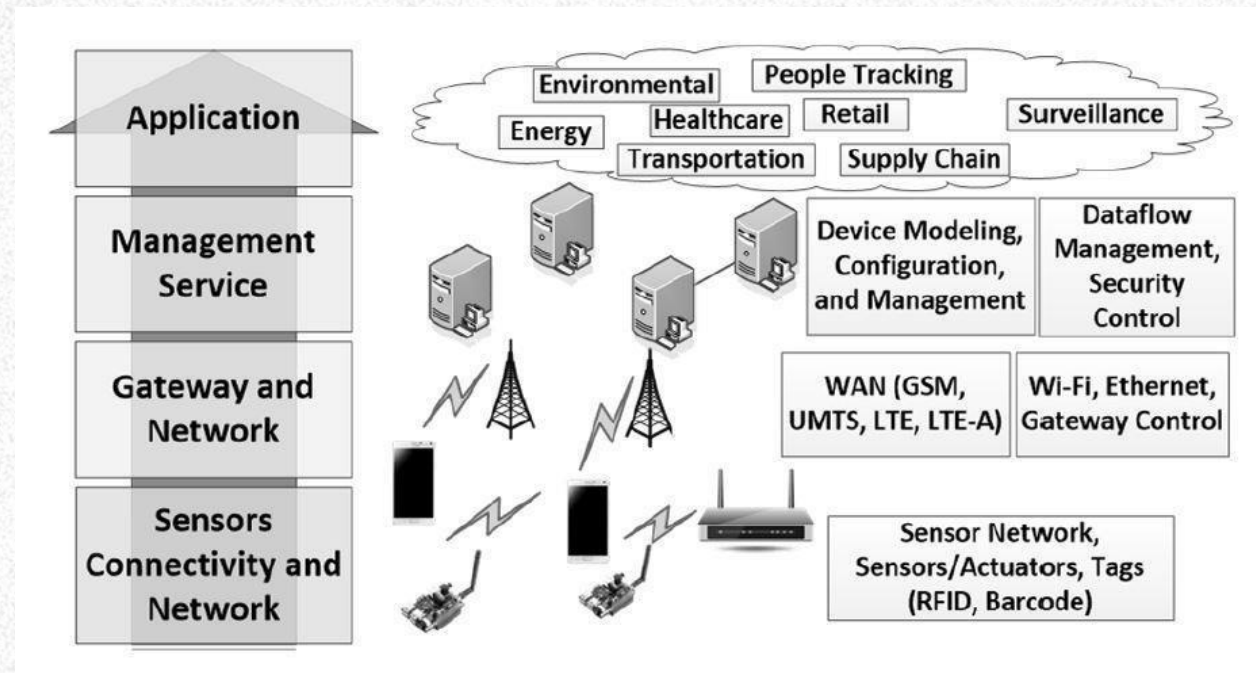 Application
Environmental
People Tracking
Energy
Healthcare
Retail
Surveillance
Transportation
Supply Chain
Management
Service
Device Modeling,
Configuration,
and Management
Dataflow
Management,
Security
Control
Gateway and
Network
WAN (GSM,
UMTS, LTE, LTE-A)
Wi-Fi, Ethernet,
Gateway Control
Sensors
Connectivity and
Network
Sensor Network,
Sensors/Actuators, Tags
(RFID, Barcode)